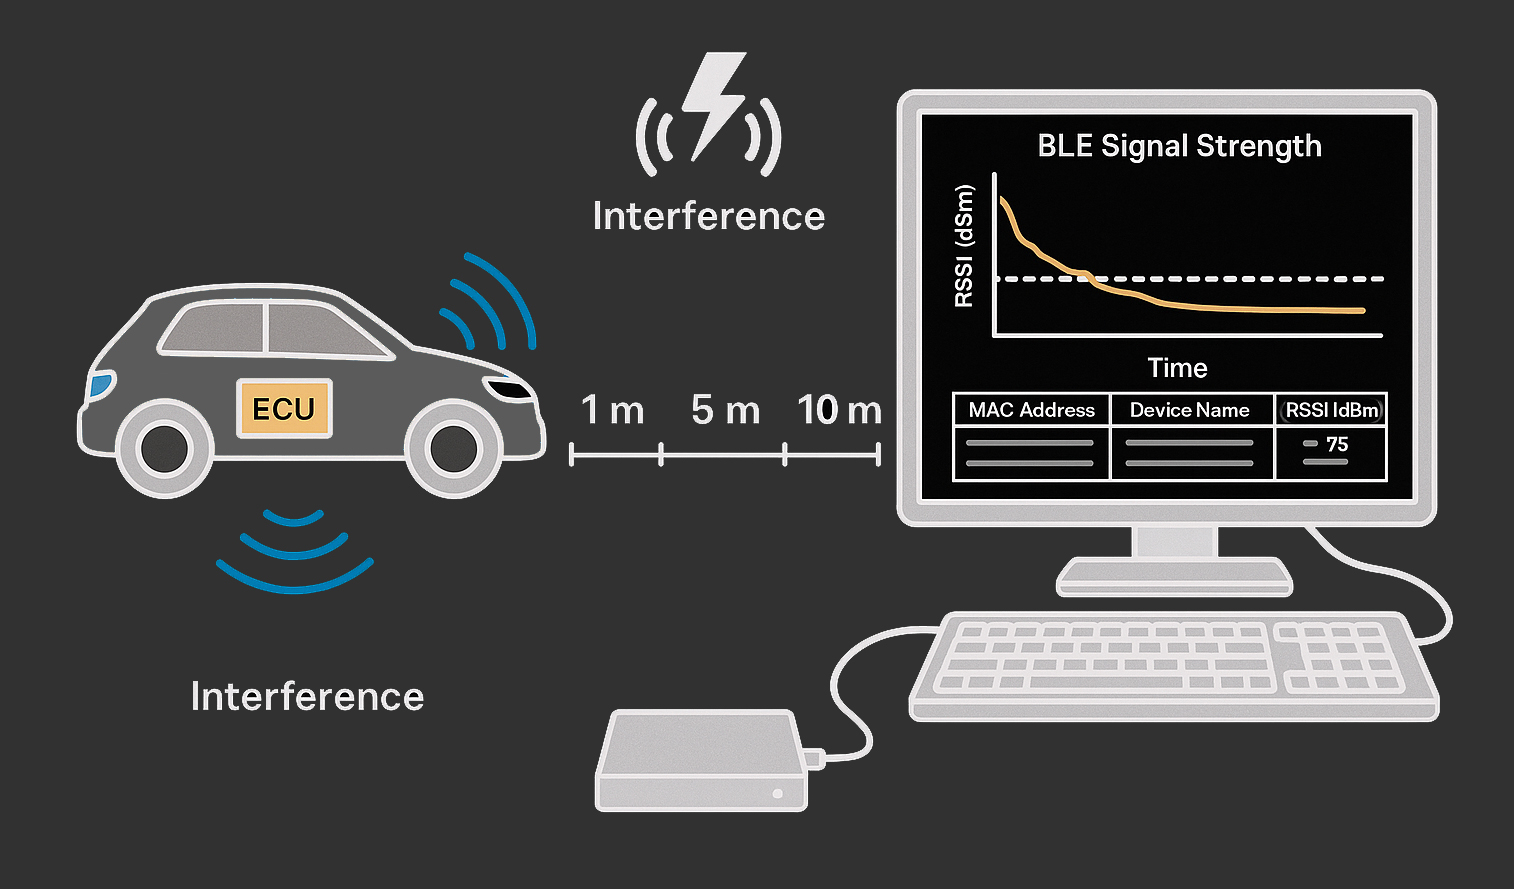 Interference
BLE Signal Strength
RSSI (dSm)
Time
ECU
1 m
5 m
10 m
MAC Address
Device Name
(RSSI IdBm)
75
Interference